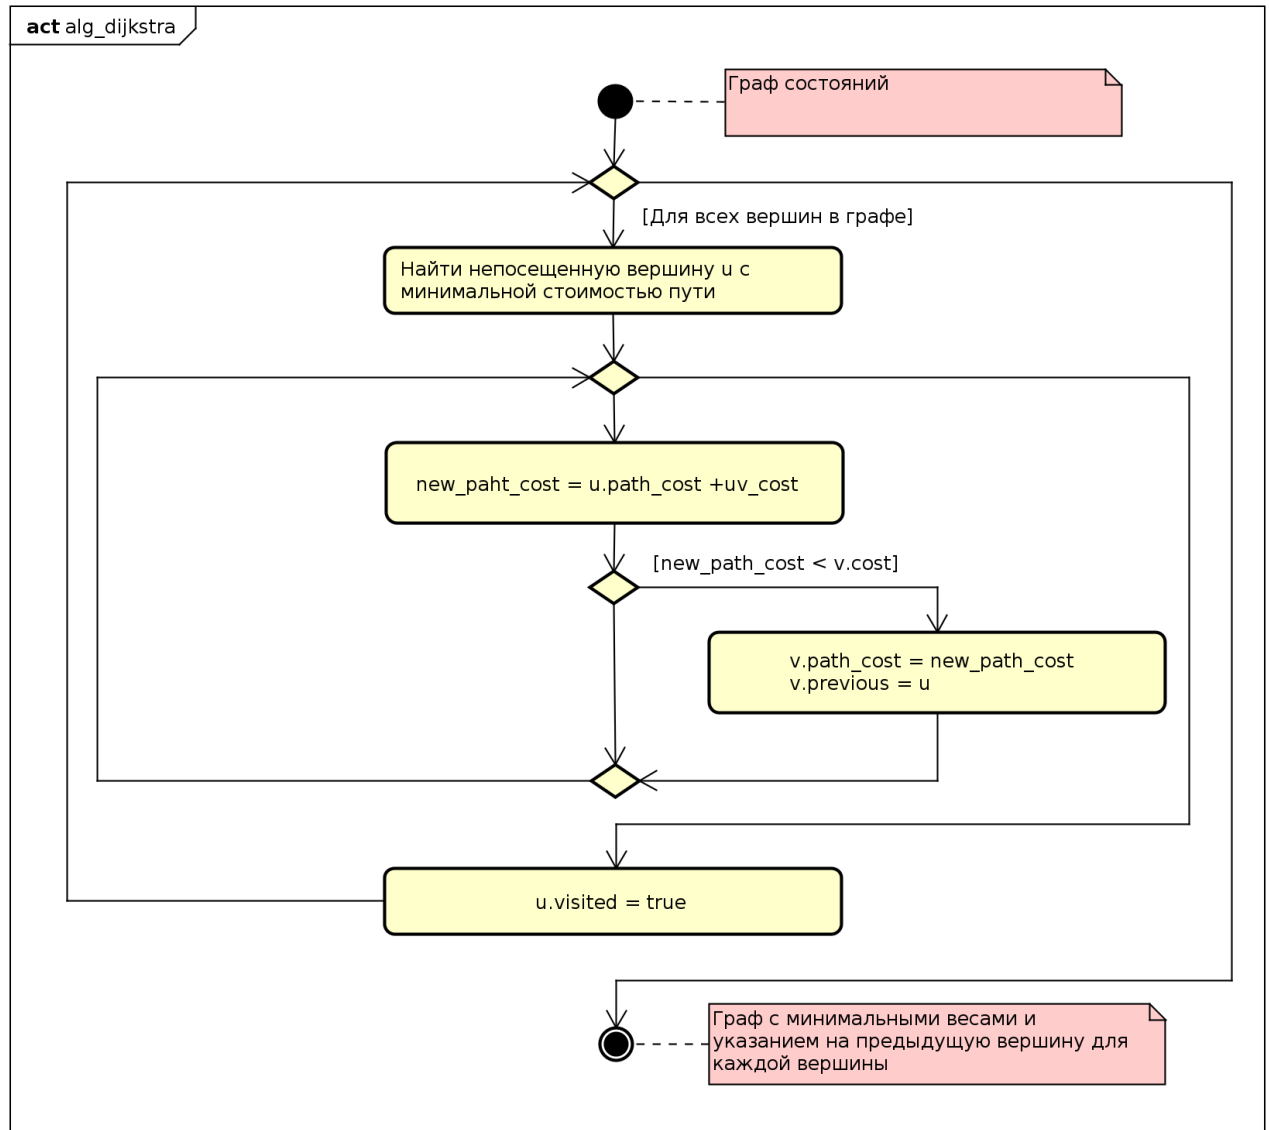 act alg_dijkstra
Граф состояний
[Для всех вершин в графе]
Найти непосещенную вершину u с
минимальной стоимостью пути
new_paht_cost = u.path_cost +uv_cost
[new_path_cost < v.cost]
v.path_cost = new_path_cost
v.previous = u
u.visited = true
Граф с минимальными весами и
указанием на предыдущую вершину для
каждой вершины